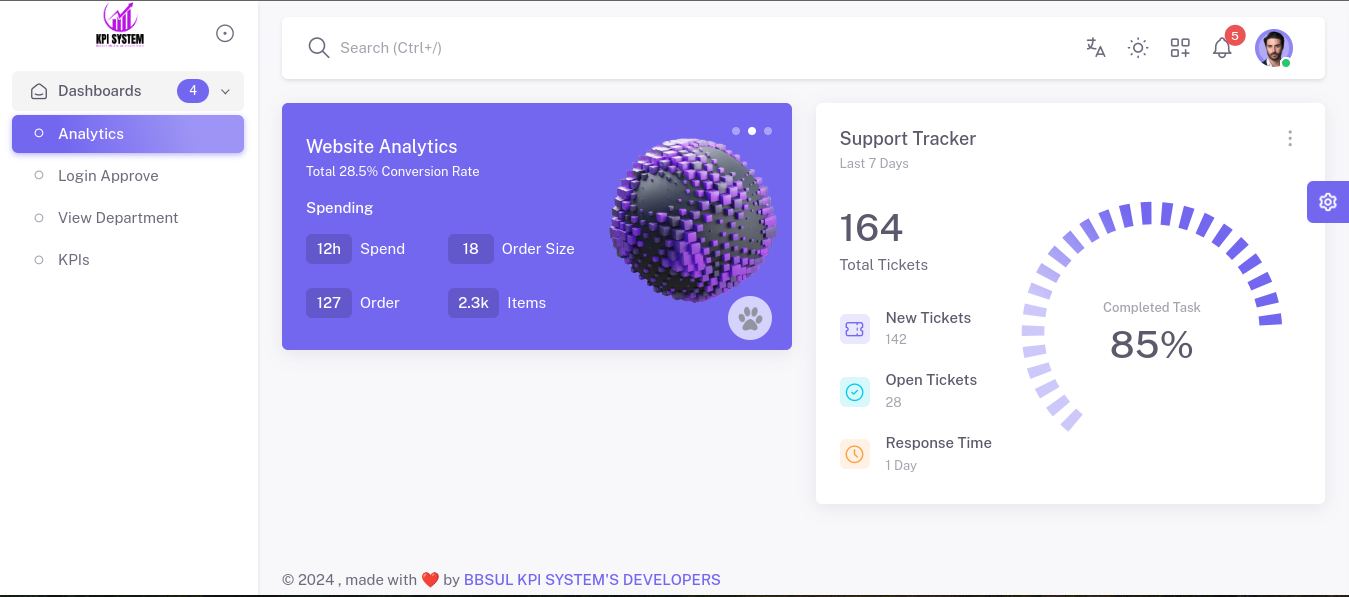 KPI SYSTEM
Dashboards 4
Analytics
Login Approve
View Department
KPIs
Search (Ctrl+/)
5
Website Analytics
Total 28.5% Conversion Rate
Spending
12h Spend 18 Order Size
127 Order 2.3k Items
Support Tracker
Last 7 Days
164
Total Tickets
New Tickets
142
Open Tickets
28
Response Time
1 Day
Completed Task
85%
© 2024 , made with ❤️ by BBSUL KPI SYSTEM'S DEVELOPERS